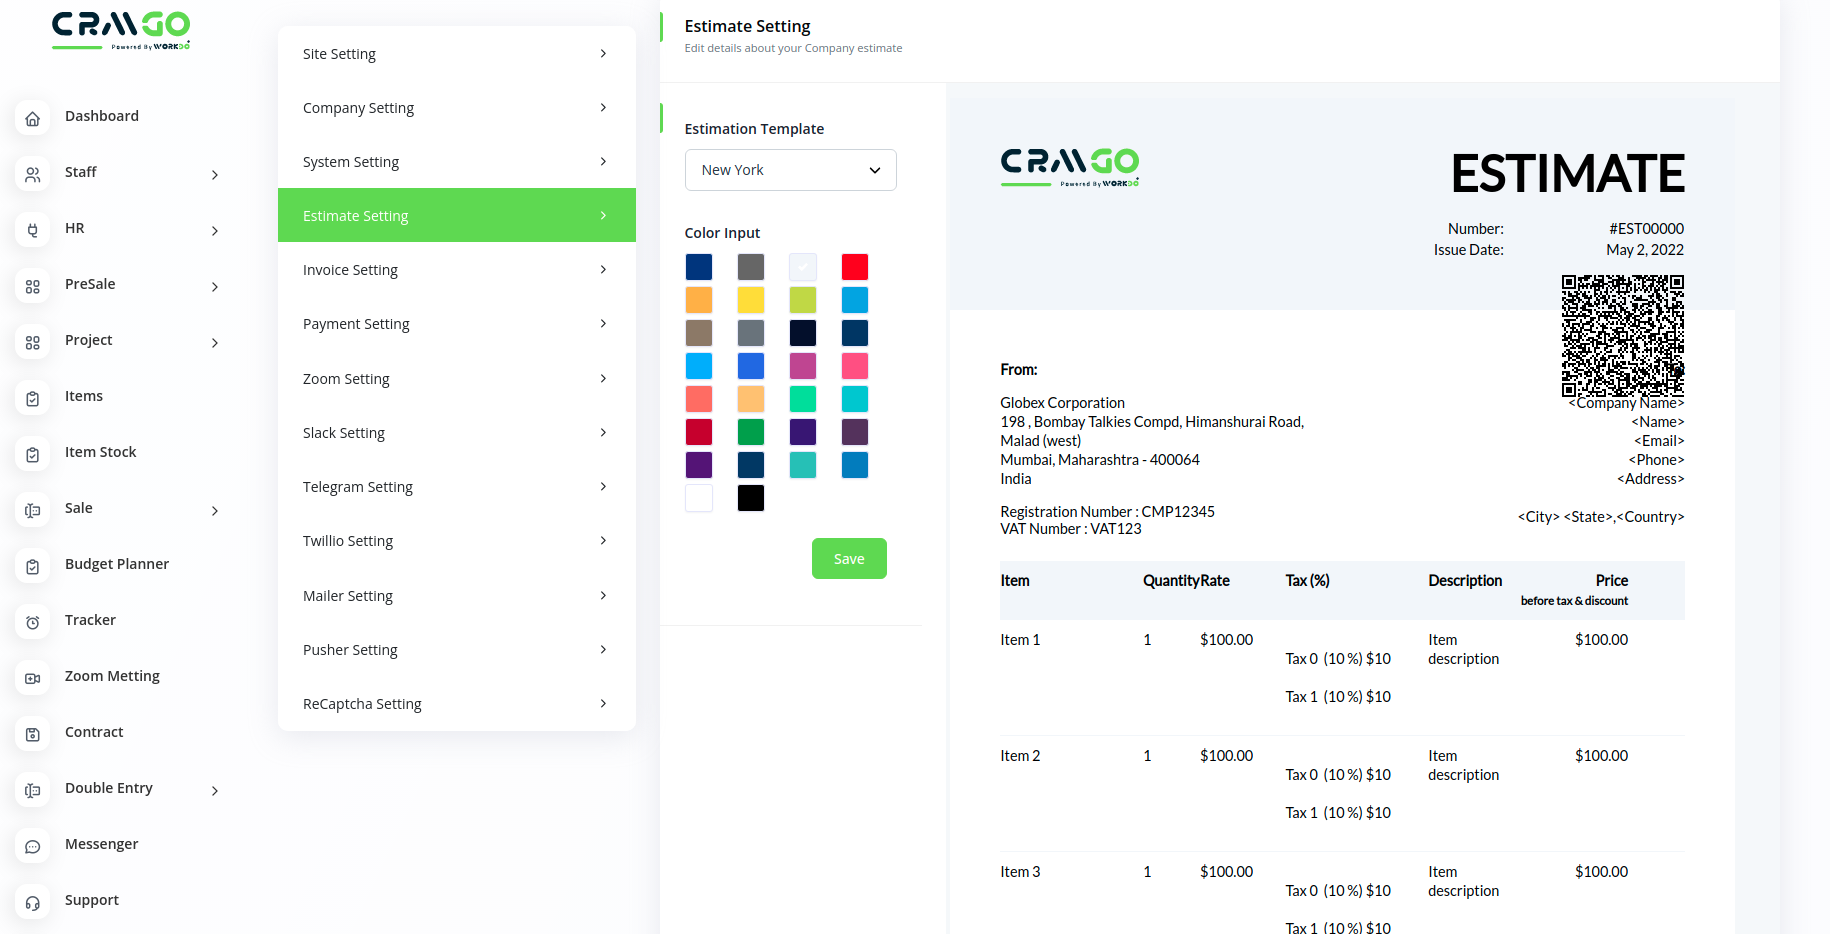 CRMGO
Powered By WORKDO
Dashboard
Staff
HR
PreSale
Project
Items
Item Stock
Sale
Budget Planner
Tracker
Zoom Metting
Contract
Double Entry
Messenger
Support
Site Setting
Company Setting
System Setting
Estimate Setting
Invoice Setting
Payment Setting
Zoom Setting
Slack Setting
Telegram Setting
Twillio Setting
Mailer Setting
Pusher Setting
ReCaptcha Setting
Estimate Setting
Edit details about your Company estimate
Estimation Template
New York
Color Input
Save
CRMGO
Powered By WORKDO
ESTIMATE
Number: #EST00000
Issue Date: May 2, 2022
From:
Globex Corporation
198 , Bombay Talkies Compd, Himanshurai Road,
Malad (west)
Mumbai, Maharashtra - 400064
India
Registration Number : CMP12345
VAT Number : VAT123
<Company Name>
<Name>
<Email>
<Phone>
<Address>
<City> <State>,<Country>
Item Quantity Rate Tax (%) Description Price
before tax & discount
Item 1 1 $100.00 Item $100.00
Tax 0 (10 %) $10 description
Tax 1 (10 %) $10
Item 2 1 $100.00 Item $100.00
Tax 0 (10 %) $10 description
Tax 1 (10 %) $10
Item 3 1 $100.00 Item $100.00
Tax 0 (10 %) $10 description
Tax 1 (10 %) $10